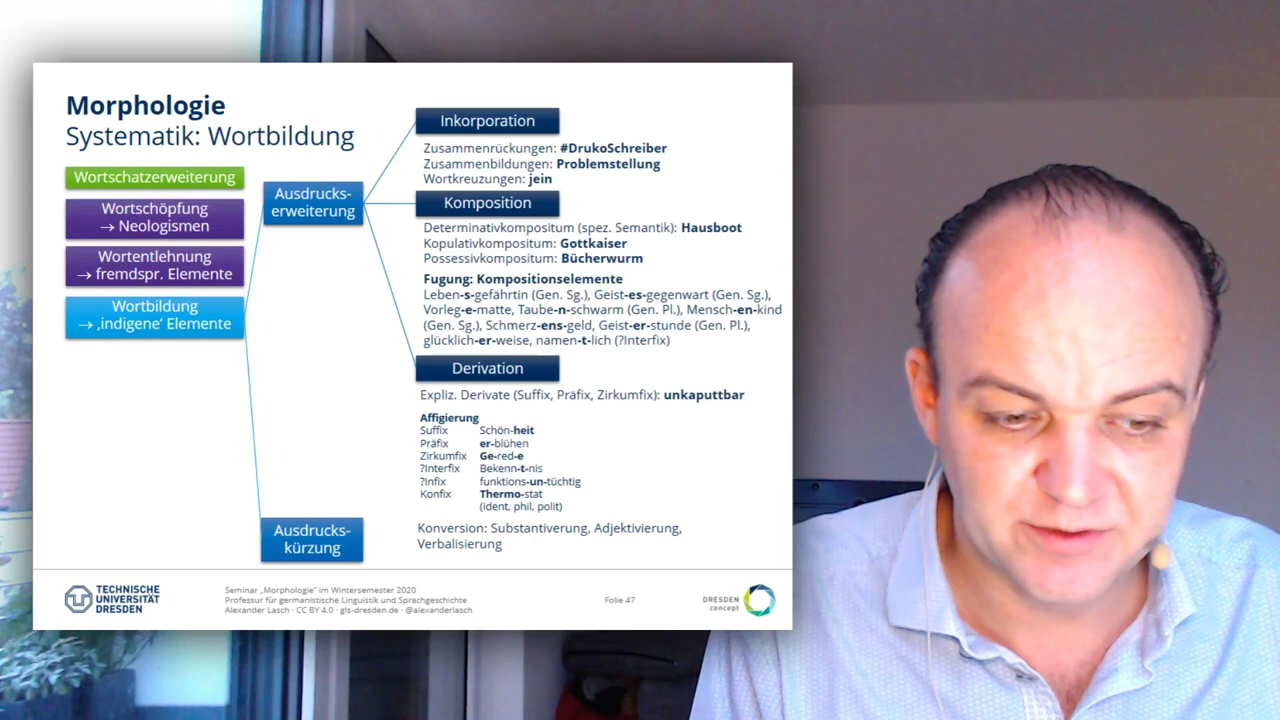 Morphologie
Systematik: Wortbildung
Wortschatzerweiterung
Wortschöpfung
→ Neologismen
Wortentlehnung
→ fremdspr. Elemente
Wortbildung
→ ‚indigene‘ Elemente
Ausdrucks-
erweiterung
Ausdrucks-
kürzung
Inkorporation
Zusammenrückungen: #DrukoSchreiber
Zusammenbildungen: Problemstellung
Wortkreuzungen: jein
Komposition
Determinativkompositum (spez. Semantik): Hausboot
Kopulativkompositum: Gottkaiser
Possessivkompositum: Bücherwurm
Fugung: Kompositionselemente
Leben-s-gefährtin (Gen. Sg.), Geist-es-gegenwart (Gen. Sg.),
Vorleg-e-matte, Taube-n-schwarm (Gen. Pl.), Mensch-en-kind
(Gen. Sg.), Schmerz-ens-geld, Geist-er-stunde (Gen. Pl.),
glücklich-er-weise, namen-t-lich (?Interfix)
Derivation
Expliz. Derivate (Suffix, Präfix, Zirkumfix): unkaputtbar
Affigierung
Suffix Schön-heit
Präfix er-blühen
Zirkumfix Ge-red-e
?Interfix Bekenn-t-nis
?Infix funktions-un-tüchtig
Konfix Thermo-stat
(ident, phil, polit)
Konversion: Substantivierung, Adjektivierung,
Verbalisierung
TECHNISCHE
UNIVERSITÄT
DRESDEN
Seminar „Morphologie“ im Wintersemester 2020
Professur für germanistische Linguistik und Sprachgeschichte
Alexander Lasch · CC BY 4.0 · gls-dresden.de · @alexanderlasch
Folie 47
DRESDEN
concept